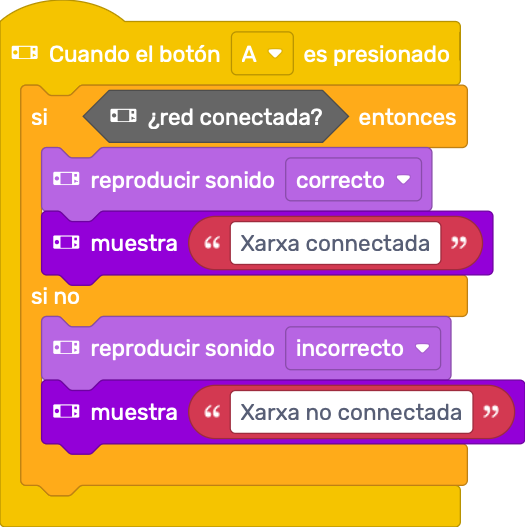 Cuando el botón A es presionado
si ¿red conectada? entonces
reproducir sonido correcto
muestra “ Xarxa connectada ”
si no
reproducir sonido incorrecto
muestra “ Xarxa no connectada ”